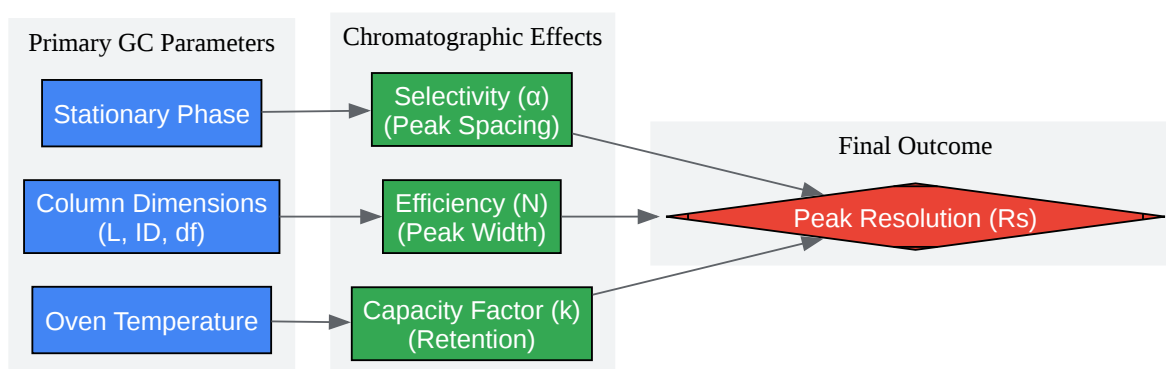 Primary GC Parameters
Stationary Phase
Column Dimensions
(L, ID, df)
Oven Temperature
Chromatographic Effects
Selectivity (α)
(Peak Spacing)
Efficiency (N)
(Peak Width)
Capacity Factor (k)
(Retention)
Final Outcome
Peak Resolution (Rs)